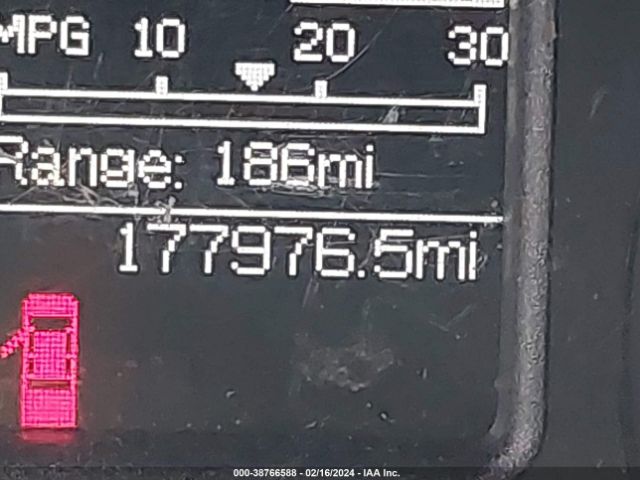 MPG 10 20 30
Range: 186mi
177976.5mi
000-38766588 - 02/16/2024 - IAA Inc.